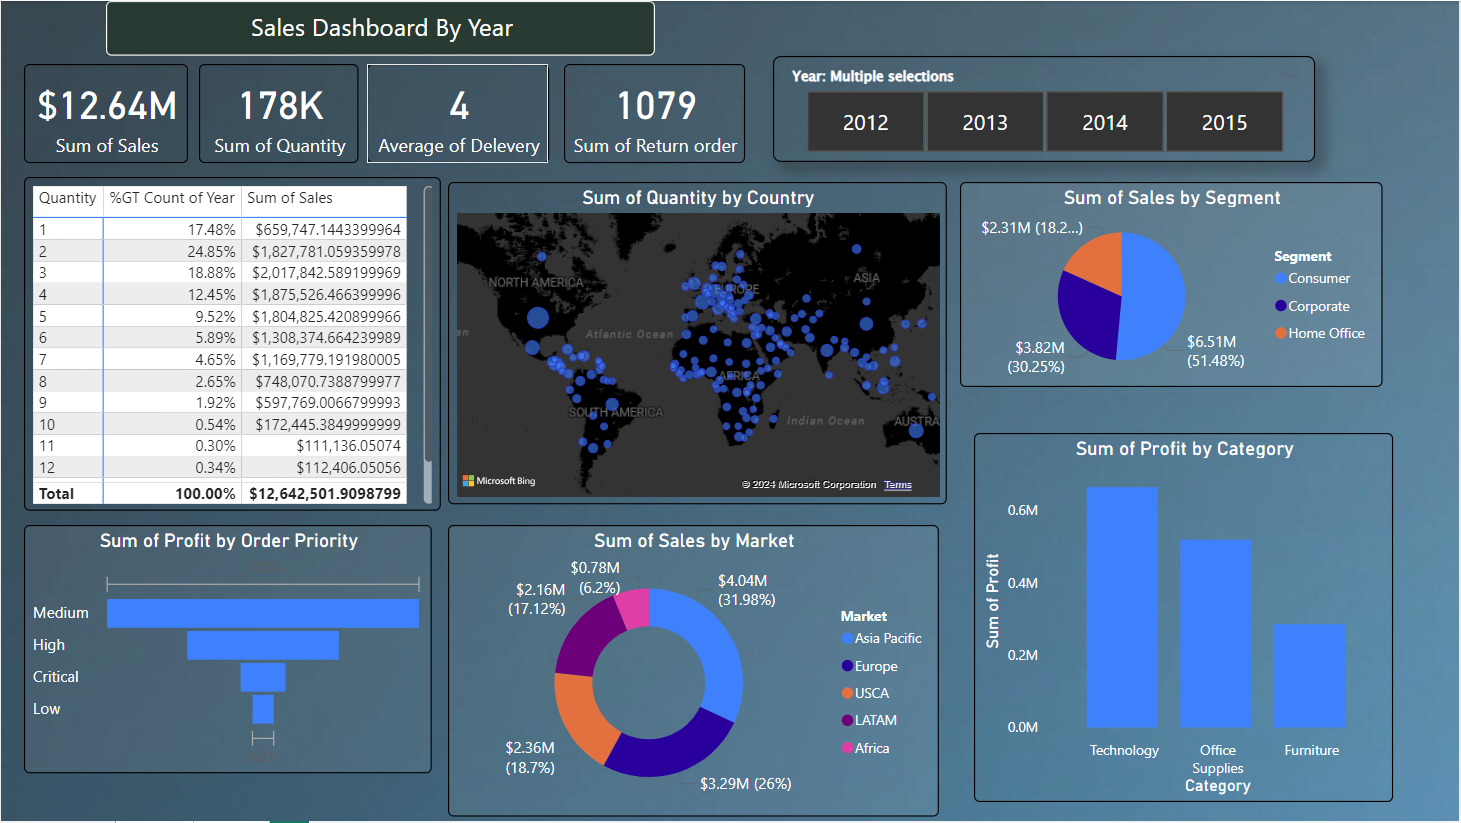 Sales Dashboard By Year
$12.64M
Sum of Sales
178K
Sum of Quantity
4
Average of Delevery
1079
Sum of Return order
Year: Multiple selections
2012 2013 2014 2015
Quantity %GT Count of Year Sum of Sales
1 17.48% $659,747.1443399964
2 24.85% $1,827,781.059359978
3 18.88% $2,017,842.589199969
4 12.45% $1,875,526.466399996
5 9.52% $1,804,825.420899966
6 5.89% $1,308,374.664239989
7 4.65% $1,169,779.191980005
8 2.65% $748,070.7388799977
9 1.92% $597,769.0066799993
10 0.54% $172,445.3849999999
11 0.30% $111,136.05074
12 0.34% $112,406.05056
Total 100.00% $12,642,501.9098799
Sum of Quantity by Country
NORTH AMERICA
EUROPE
ASIA
Atlantic Ocean
AFRICA
SOUTH AMERICA
Indian Ocean
AUSTRA
Microsoft Bing
© 2024 Microsoft Corporation Terms
Sum of Sales by Segment
$2.31M (18.2...)
$3.82M
(30.25%)
$6.51M
(51.48%)
Segment
Consumer
Corporate
Home Office
Sum of Profit by Order Priority
Medium
High
Critical
Low
Sum of Sales by Market
$0.78M
(6.2%)
$2.16M
(17.12%)
$4.04M
(31.98%)
$2.36M
(18.7%)
$3.29M (26%)
Market
Asia Pacific
Europe
USCA
LATAM
Africa
Sum of Profit by Category
Sum of Profit
0.6M
0.4M
0.2M
0.0M
Technology
Office
Supplies
Furniture
Category